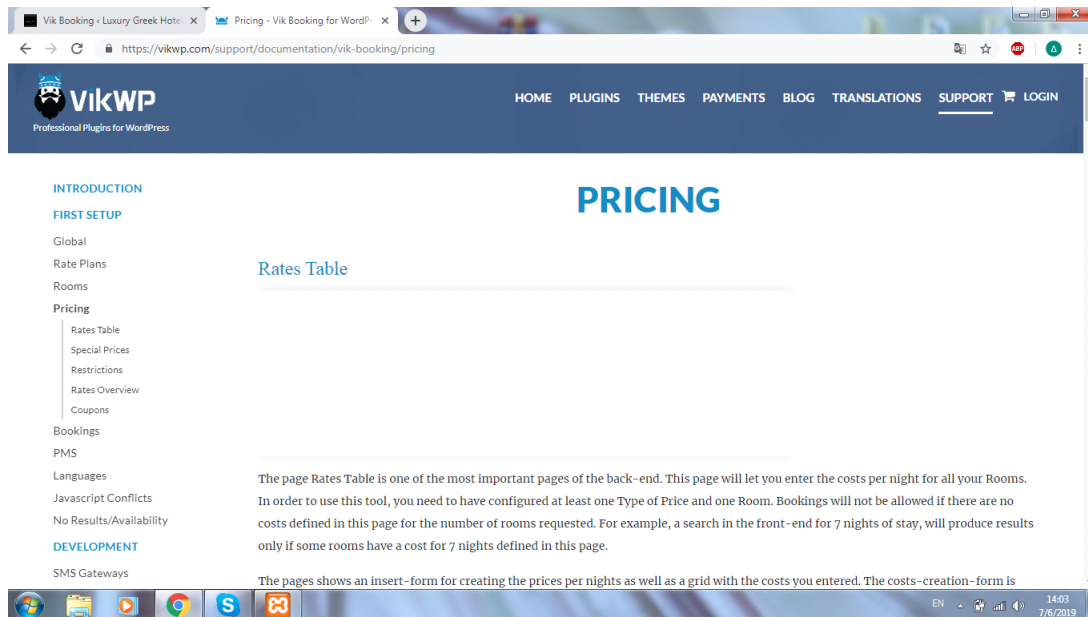 Vik Booking ‹ Luxury Greek Hotel
Pricing - Vik Booking for WordPr
https://vikwp.com/support/documentation/vik-booking/pricing
ABP
VikWP
Professional Plugins for WordPress
HOME PLUGINS THEMES PAYMENTS BLOG TRANSLATIONS SUPPORT LOGIN
INTRODUCTION
FIRST SETUP
Global
Rate Plans
Rooms
Pricing
Rates Table
Special Prices
Restrictions
Rates Overview
Coupons
Bookings
PMS
Languages
Javascript Conflicts
No Results/Availability
DEVELOPMENT
SMS Gateways
PRICING
Rates Table
The page Rates Table is one of the most important pages of the back-end. This page will let you enter the costs per night for all your Rooms.
In order to use this tool, you need to have configured at least one Type of Price and one Room. Bookings will not be allowed if there are no
costs defined in this page for the number of rooms requested. For example, a search in the front-end for 7 nights of stay, will produce results
only if some rooms have a cost for 7 nights defined in this page.
The pages shows an insert-form for creating the prices per nights as well as a grid with the costs you entered. The costs-creation-form is
EN
14:03
7/6/2019